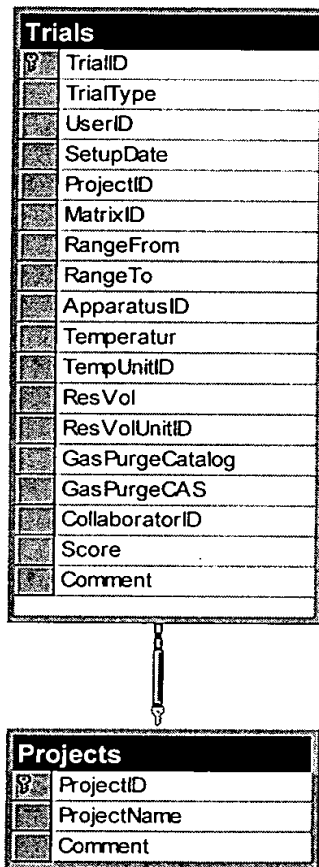 Trials
TrialID
TrialType
UserID
SetupDate
ProjectID
MatrixID
RangeFrom
RangeTo
ApparatusID
Temperatur
TempUnitID
ResVol
ResVolUnitID
GasPurgeCatalog
GasPurgeCAS
CollaboratorID
Score
Comment
Projects
ProjectID
ProjectName
Comment